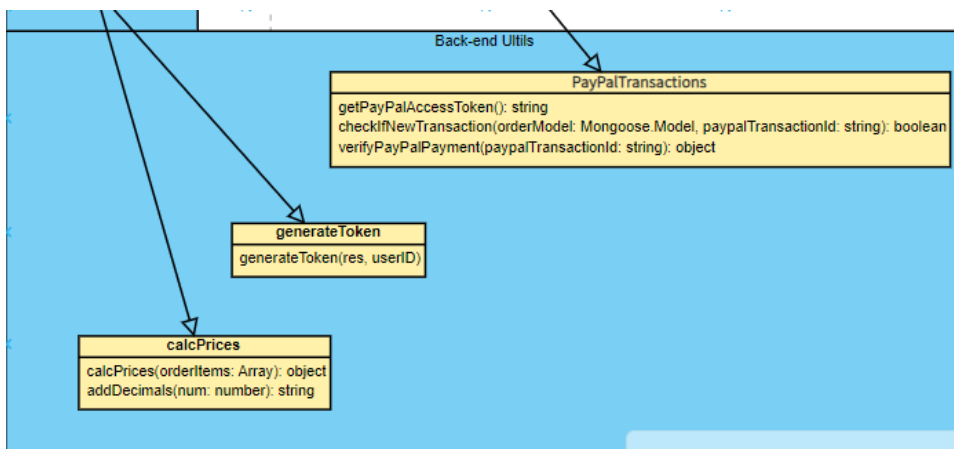 Back-end Ultils
PayPalTransactions
getPayPalAccessToken(): string
checkIfNewTransaction(orderModel: Mongoose.Model, paypalTransactionId: string): boolean
verifyPayPalPayment(paypalTransactionId: string): object
generateToken
generateToken(res, userID)
calcPrices
calcPrices(orderItems: Array): object
addDecimals(num: number): string